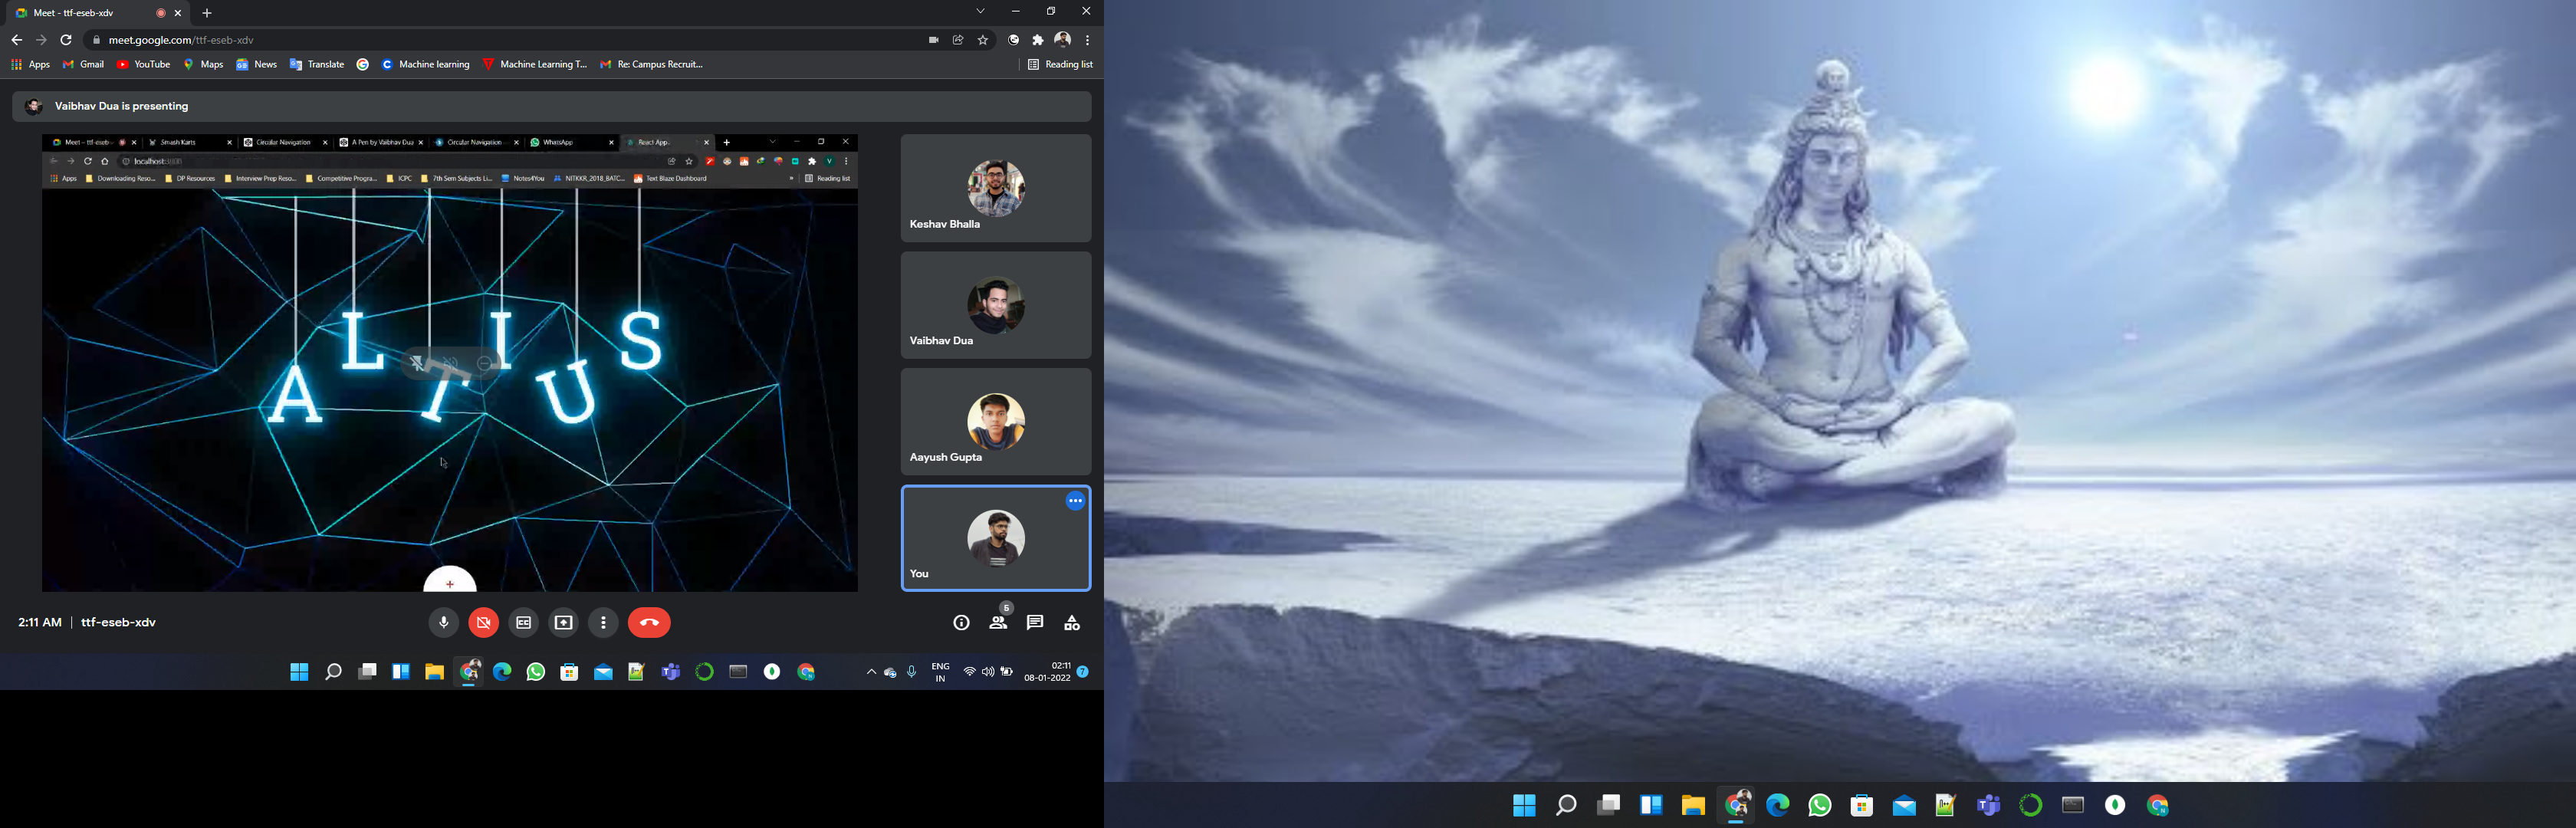 Meet - ttf-eseb-xdv
meet.google.com/ttf-eseb-xdv
Apps Gmail YouTube Maps News Translate Machine learning Machine Learning T... Re: Campus Recruit... Reading list
Vaibhav Dua is presenting
Meet - ttf-eseb- Smash Karts Circular Navigation A Pen by Vaibhav Dua Circular Navigation WhatsApp React App
localhost:
Apps Downloading Reso... DP Resources Interview Prep Reso... Competitive Progra... ICPC 7th Sem Subjects Li... Notes4You NITKKR_2018_BATC... Text Blaze Dashboard » Reading list
ALTIUS
Keshav Bhalla
Vaibhav Dua
Aayush Gupta
You
2:11 AM | ttf-eseb-xdv
5
ENG
IN
02:11
08-01-2022
7